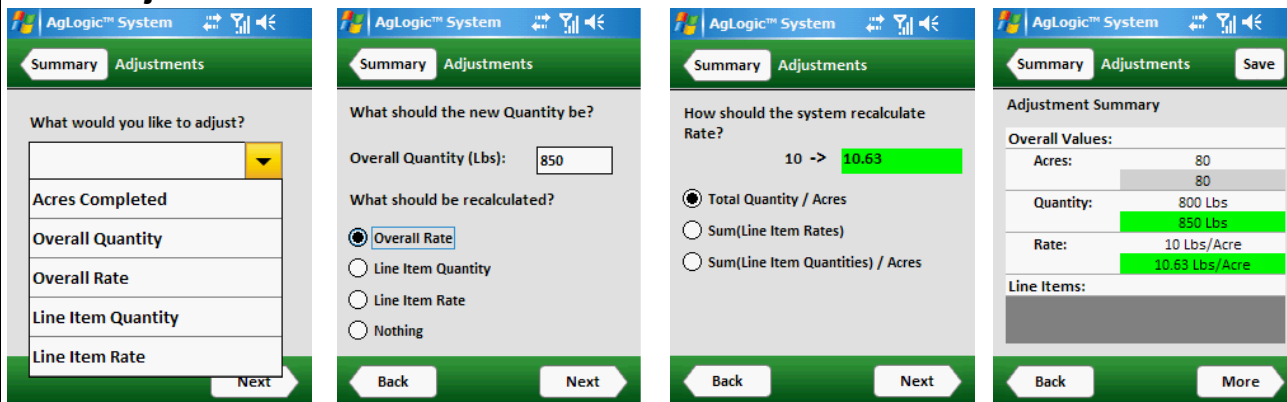 AgLogic™ System
Summary
Adjustments
What would you like to adjust?
Acres Completed
Overall Quantity
Overall Rate
Line Item Quantity
Line Item Rate
Next
AgLogic™ System
Summary
Adjustments
What should the new Quantity be?
Overall Quantity (Lbs): 850
What should be recalculated?
Overall Rate
Line Item Quantity
Line Item Rate
Nothing
Back
Next
AgLogic™ System
Summary
Adjustments
How should the system recalculate
Rate?
10 -> 10.63
Total Quantity / Acres
Sum(Line Item Rates)
Sum(Line Item Quantities) / Acres
Back
Next
AgLogic™ System
Summary
Adjustments
Save
Adjustment Summary
Overall Values:
Acres: 80
80
Quantity: 800 Lbs
850 Lbs
Rate: 10 Lbs/Acre
10.63 Lbs/Acre
Line Items:
Back
More